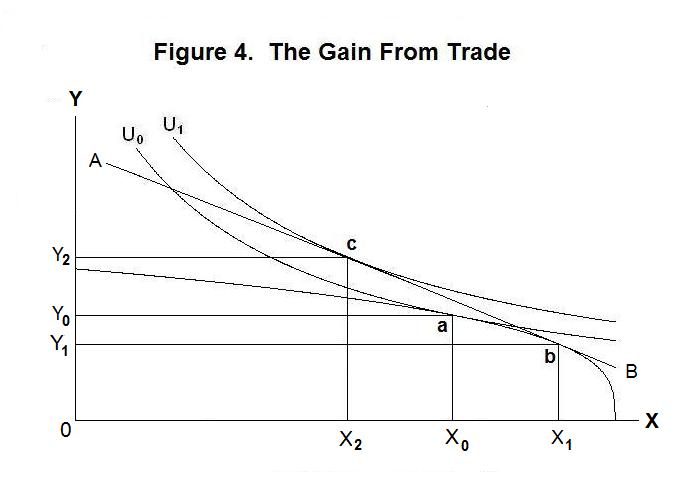 Figure 4. The Gain From Trade
Y
U₁
U₀
A
c
Y₂
Y₀
a
Y₁
b
B
X
0
X₂
X₀
X₁